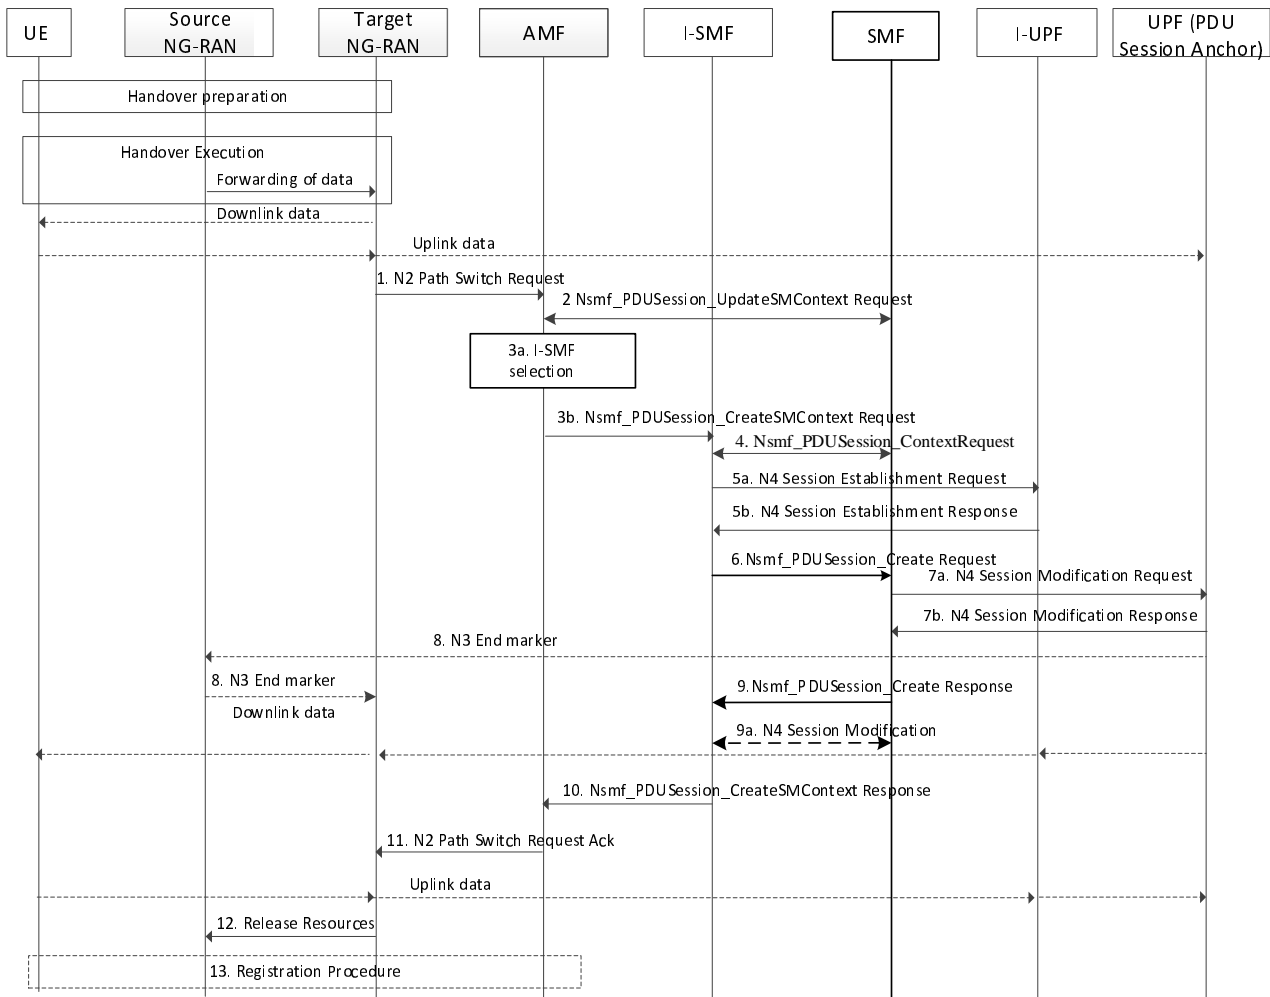 UE
Source
NG-RAN
Target
NG-RAN
AMF
I-SMF
SMF
I-UPF
UPF (PDU
Session Anchor)
Handover preparation
Handover Execution
Forwarding of data
Downlink data
Uplink data
1. N2 Path Switch Request
2 Nsmf_PDUSession_UpdateSMContext Request
3a. I-SMF
selection
3b. Nsmf_PDUSession_CreateSMContext Request
4. Nsmf_PDUSession_ContextRequest
5a. N4 Session Establishment Request
5b. N4 Session Establishment Response
6.Nsmf_PDUSession_Create Request
7a. N4 Session Modification Request
7b. N4 Session Modification Response
8. N3 End marker
8. N3 End marker
9.Nsmf_PDUSession_Create Response
Downlink data
9a. N4 Session Modification
10. Nsmf_PDUSession_CreateSMContext Response
11. N2 Path Switch Request Ack
Uplink data
12. Release Resources
13. Registration Procedure